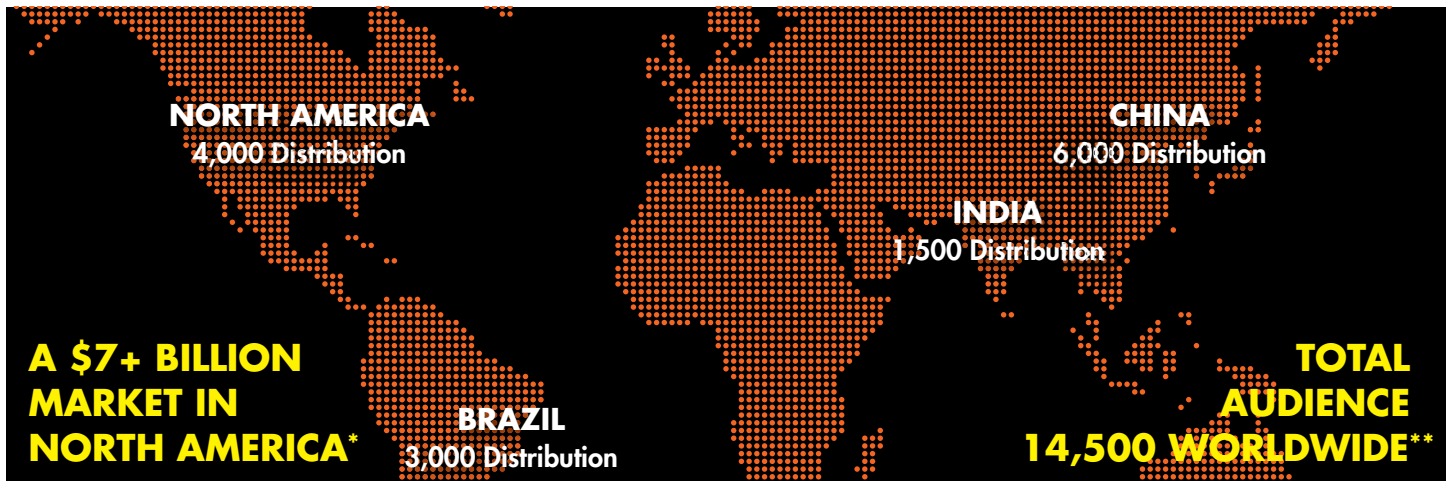 NORTH AMERICA
4,000 Distribution
CHINA
6,000 Distribution
INDIA
1,500 Distribution
A $7+ BILLION
MARKET IN
NORTH AMERICA*
BRAZIL
3,000 Distribution
TOTAL
AUDIENCE
14,500 WORLDWIDE**